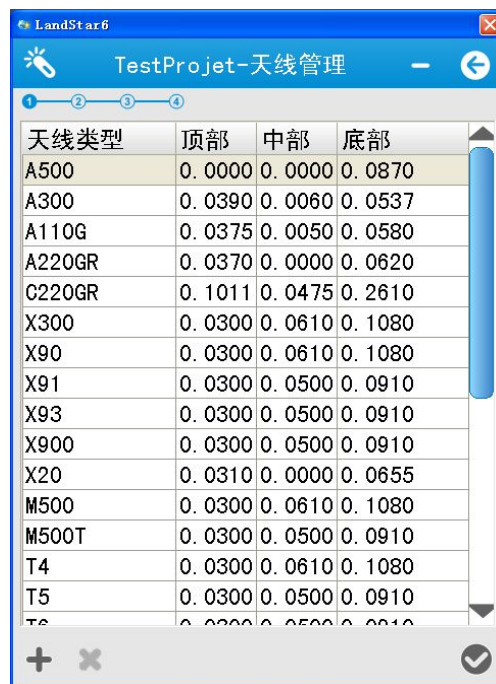 LandStar6
TestProjet-天线管理
1 2 3 4
天线类型 顶部 中部 底部
A500 0.0000 0.0000 0.0870
A300 0.0390 0.0060 0.0537
A110G 0.0375 0.0050 0.0580
A220GR 0.0370 0.0000 0.0620
C220GR 0.1011 0.0475 0.2610
X300 0.0300 0.0610 0.1080
X90 0.0300 0.0610 0.1080
X91 0.0300 0.0500 0.0910
X93 0.0300 0.0500 0.0910
X900 0.0300 0.0500 0.0910
X20 0.0310 0.0000 0.0655
M500 0.0300 0.0610 0.1080
M500T 0.0300 0.0500 0.0910
T4 0.0300 0.0610 0.1080
T5 0.0300 0.0500 0.0910